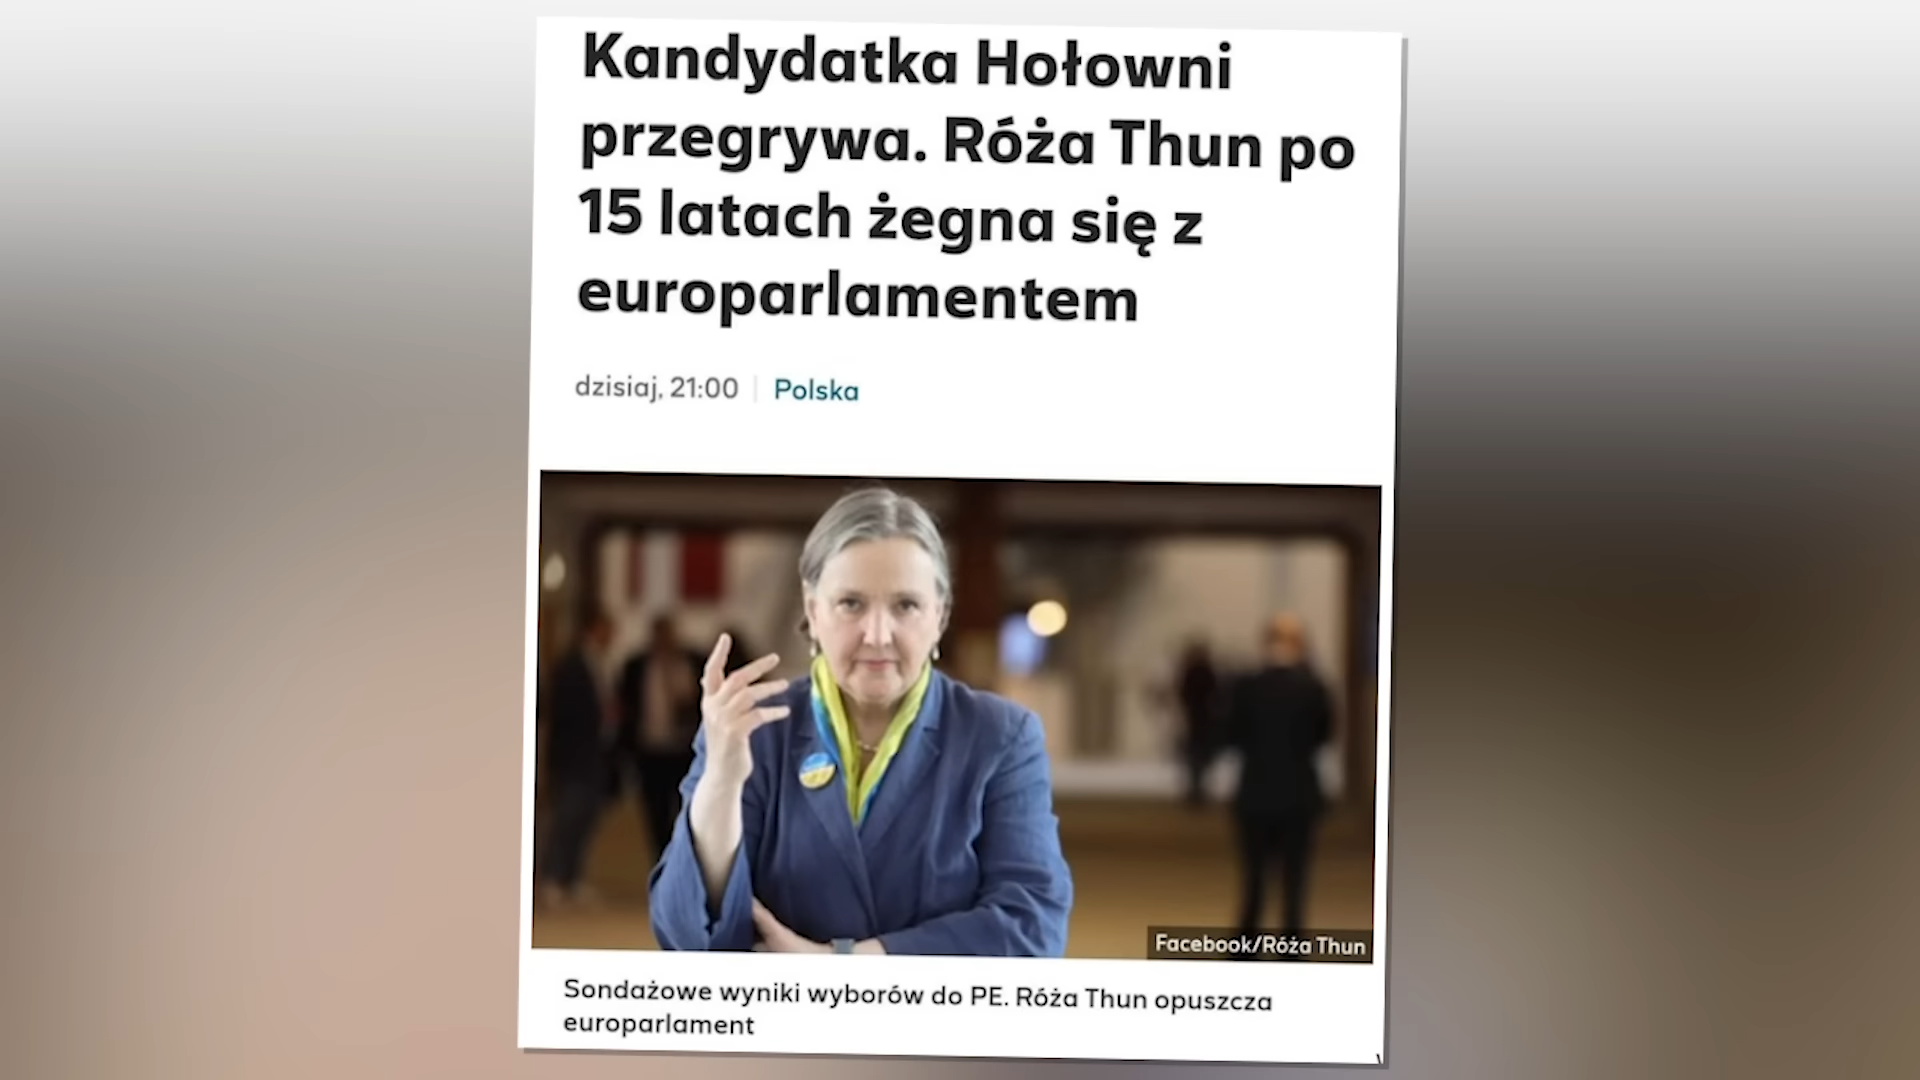 Kandydatka Hołowni
przegrywa. Róża Thun po
15 latach żegna się z
europarlamentem
dzisiaj, 21:00 | Polska
Facebook/Róża Thun
Sondażowe wyniki wyborów do PE. Róża Thun opuszcza
europarlament